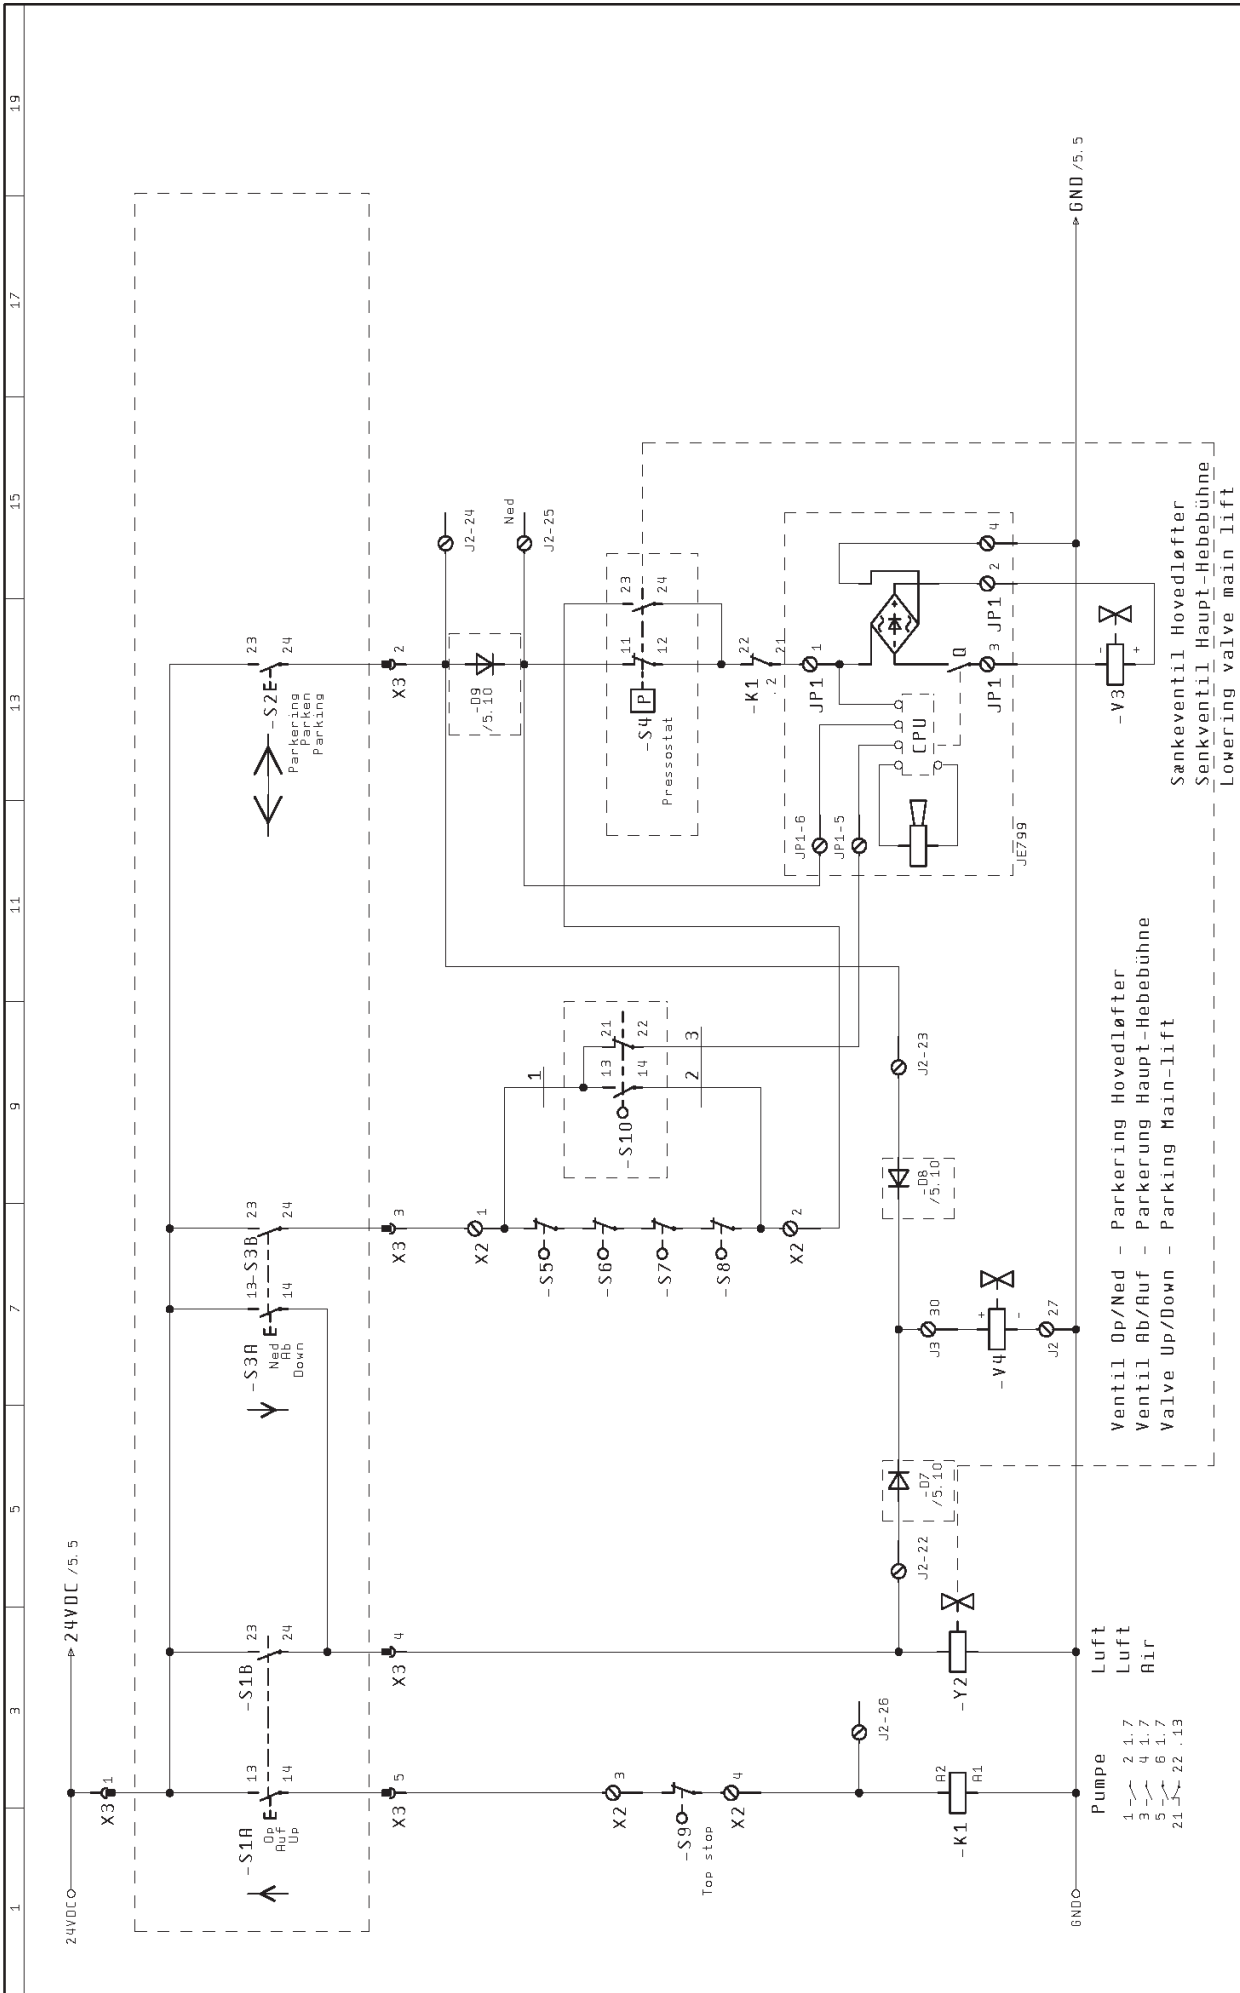 1
3
5
7
9
11
13
15
17
19
24VDC
24VDC /5.5
X3
1
-S1A
Op
Auf
Up
13
14
-S1B
23
24
-S3A
Ned
Ab
Down
13
14
-S3B
23
24
-S2
Parkering
Parken
Parking
23
24
X3
5
X3
4
X3
3
X3
2
J2-24
-D9
/5.10
Ned
J2-25
X2
1
1
-S5
-S6
-S7
-S8
X2
2
-S10
13
14
21
22
2
3
-S4
P
Pressostat
11
12
23
24
X2
3
-S9
Top stop
X2
4
-K1
.2
22
21
JP1
1
JP1-6
JP1-5
CPU
Q
JE799
JP1
3
JP1
2
4
J2-26
J2-22
-D7
/5.10
-D8
/5.10
J2-23
-K1
A2
A1
-Y2
J3
30
-V4
+
-
J2
27
-V3
-
+
GND
GND /5.5
Pumpe
1 2 1.7
3 4 1.7
5 6 1.7
21 22 .13
Luft
Luft
Air
Ventil Op/Ned - Parkering Hovedløfter
Ventil Ab/Auf - Parkerung Haupt-Hebebühne
Valve Up/Down - Parking Main-lift
Sænkeventil Hovedløfter
Senkventil Haupt-Hebebühne
Lowering valve main lift